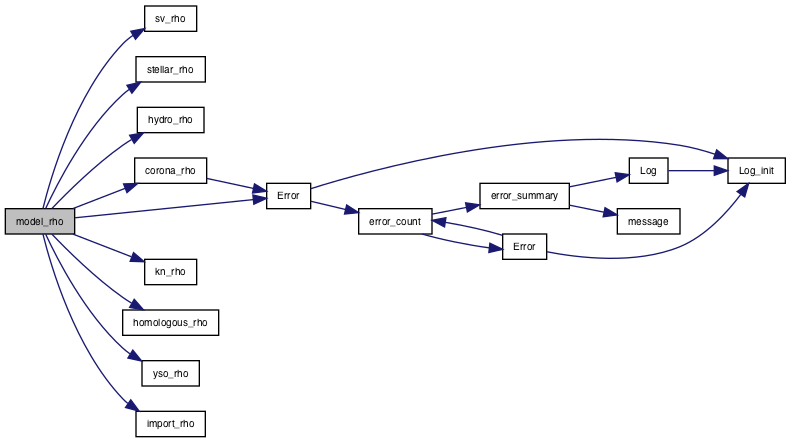 sv_rho
stellar_rho
hydro_rho
corona_rho
model_rho
kn_rho
homologous_rho
yso_rho
import_rho
Error
error_count
error_summary
Error
Log
message
Log_init